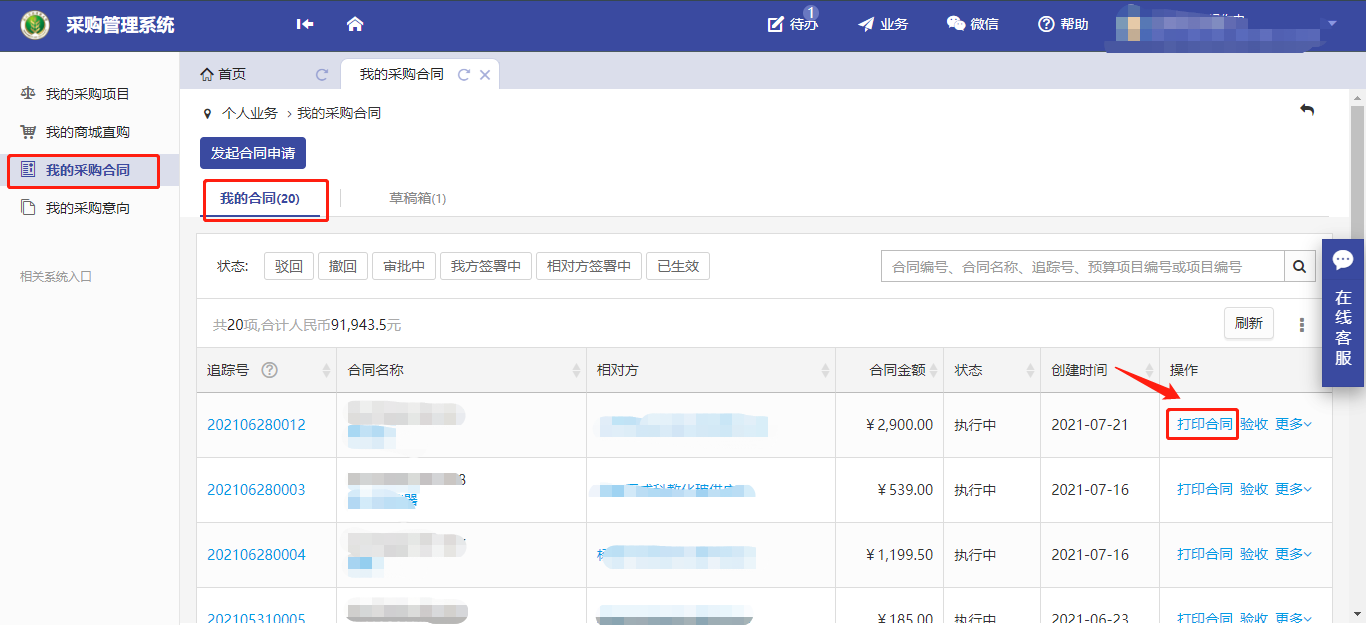 采购管理系统
待办 1
业务
微信
帮助
我的采购项目
我的商城直购
我的采购合同
我的采购意向
相关系统入口
首页
我的采购合同
个人业务 > 我的采购合同
发起合同申请
我的合同(20)
草稿箱(1)
状态: 驳回 撤回 审批中 我方签署中 相对方签署中 已生效
合同编号、合同名称、追踪号、预算项目编号或项目编号
共20项,合计人民币91,943.5元
刷新
追踪号 ? 合同名称 相对方 合同金额 状态 创建时间 操作
202106280012 ¥2,900.00 执行中 2021-07-21 打印合同 验收 更多
202106280003 ¥539.00 执行中 2021-07-16 打印合同 验收 更多
202106280004 ¥1,199.50 执行中 2021-07-16 打印合同 验收 更多
202105310005 ¥185.00 执行中 2021-06-23 打印合同 验收 更多
在线客服